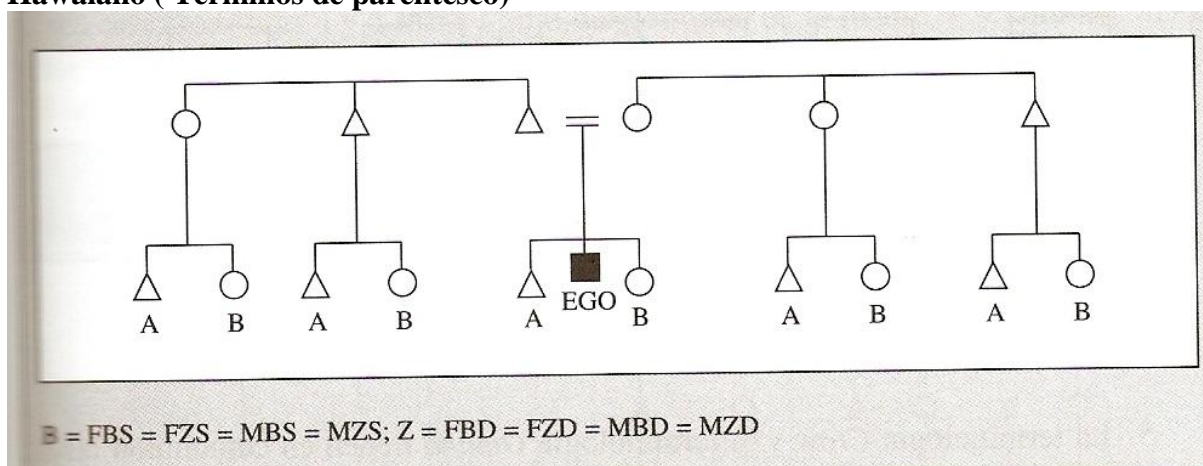 Hawaiano ( Términos de parentesco)
A B A B A EGO B A B A B
B = FBS = FZS = MBS = MZS; Z = FBD = FZD = MBD = MZD